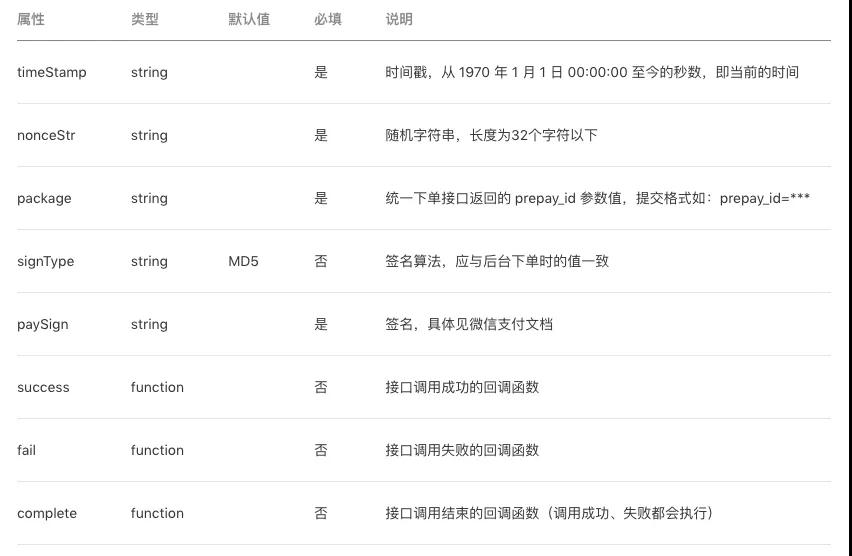 属性 类型 默认值 必填 说明
timeStamp string 是 时间戳，从 1970 年 1 月 1 日 00:00:00 至今的秒数，即当前的时间
nonceStr string 是 随机字符串，长度为32个字符以下
package string 是 统一下单接口返回的 prepay_id 参数值，提交格式如：prepay_id=***
signType string MD5 否 签名算法，应与后台下单时的值一致
paySign string 是 签名，具体见微信支付文档
success function 否 接口调用成功的回调函数
fail function 否 接口调用失败的回调函数
complete function 否 接口调用结束的回调函数（调用成功、失败都会执行）